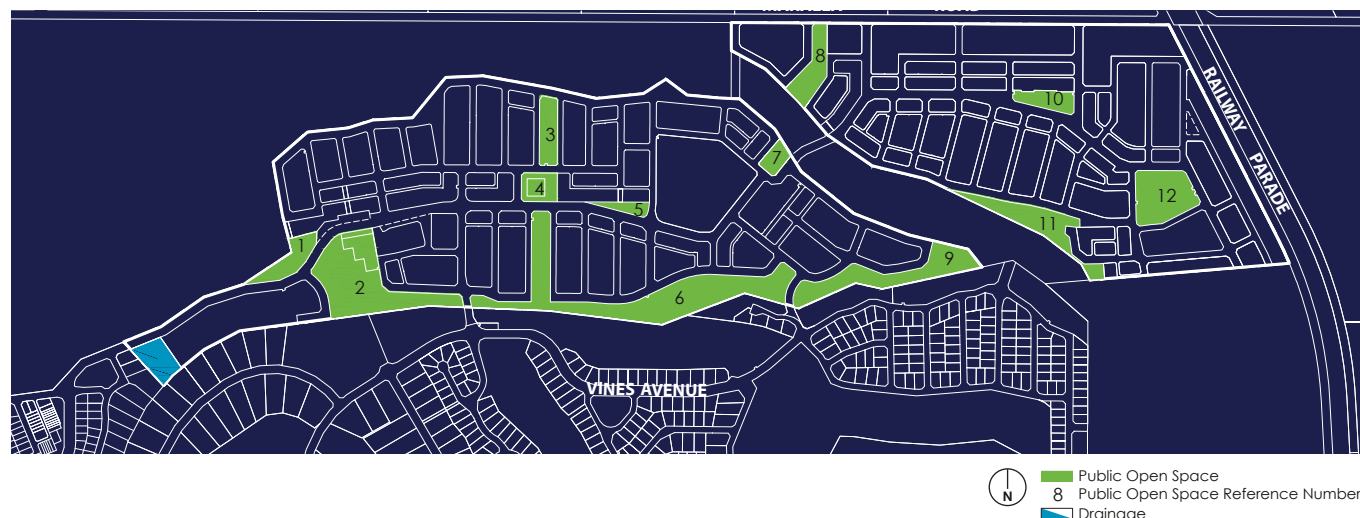 8
10
3
7
4
12
5
11
1
9
2
6
RAILWAY
PARADE
VINES AVENUE
N
Public Open Space
8 Public Open Space Reference Number
Drainage